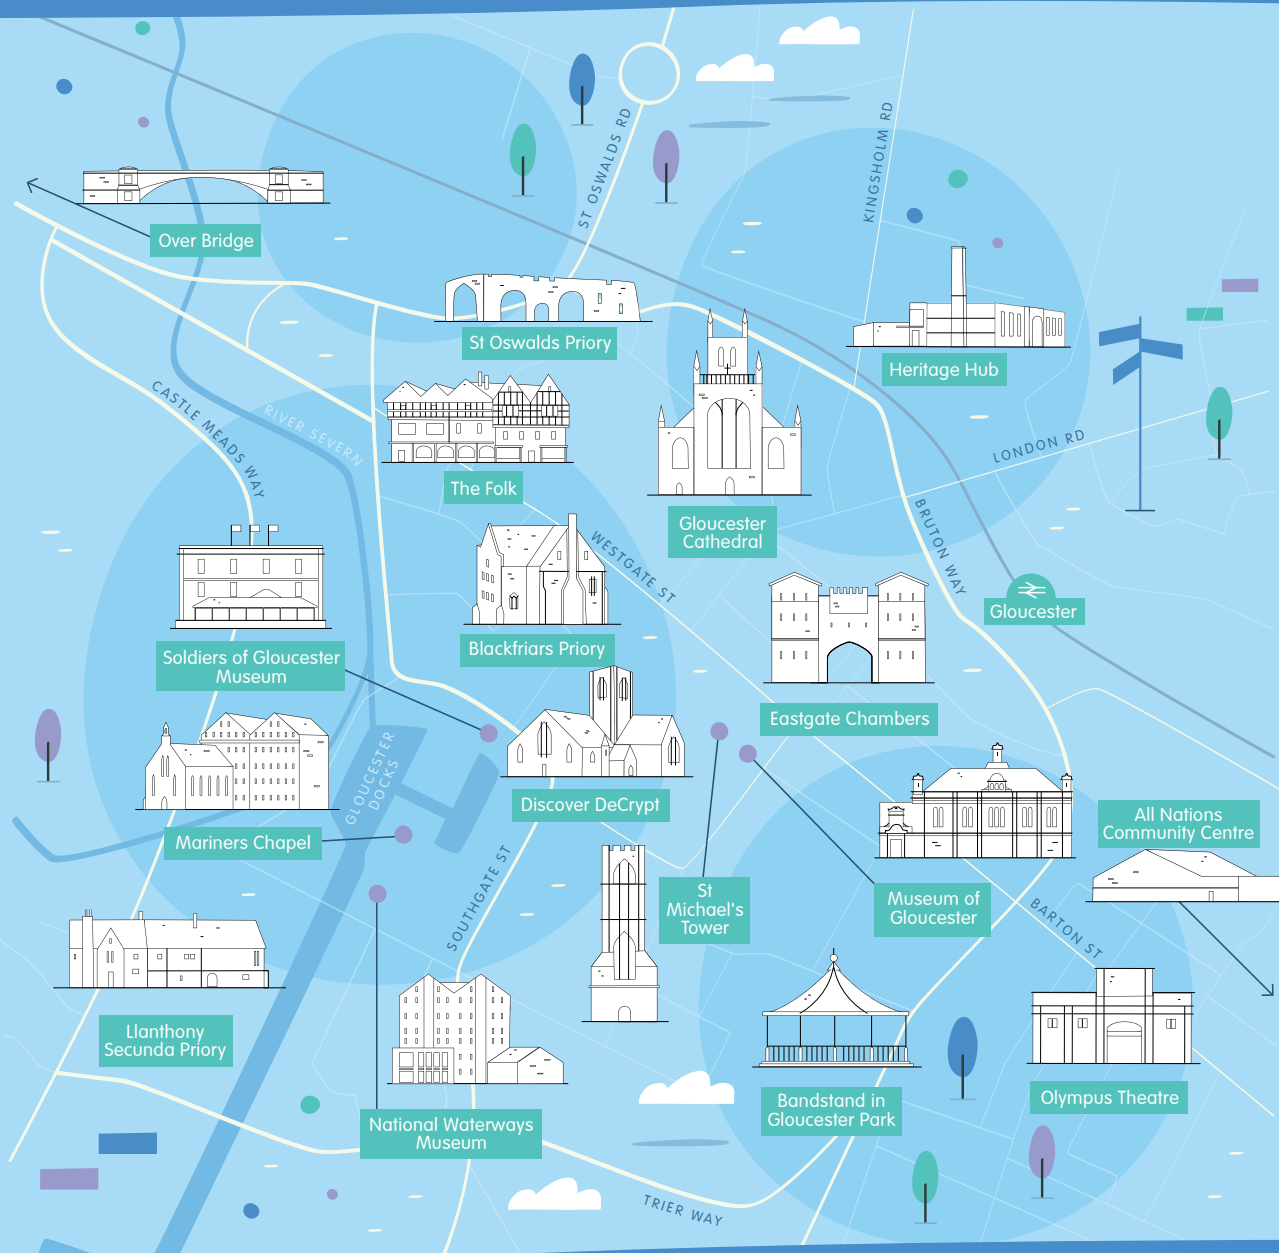 ST OSWALDS RD
KINGSHOLM RD
Over Bridge
St Oswalds Priory
Heritage Hub
CASTLE MEADS WAY
RIVER SEVERN
LONDON RD
The Folk
Gloucester
Cathedral
BRUTON WAY
WESTGATE ST
Gloucester
Soldiers of Gloucester
Museum
Blackfriars Priory
Eastgate Chambers
GLOUCESTER
DOCKS
Discover DeCrypt
Mariners Chapel
All Nations
Community Centre
SOUTHGATE ST
St
Michael's
Tower
Museum of
Gloucester
BARTON ST
Llanthony
Secunda Priory
National Waterways
Museum
Bandstand in
Gloucester Park
Olympus Theatre
TRIER WAY